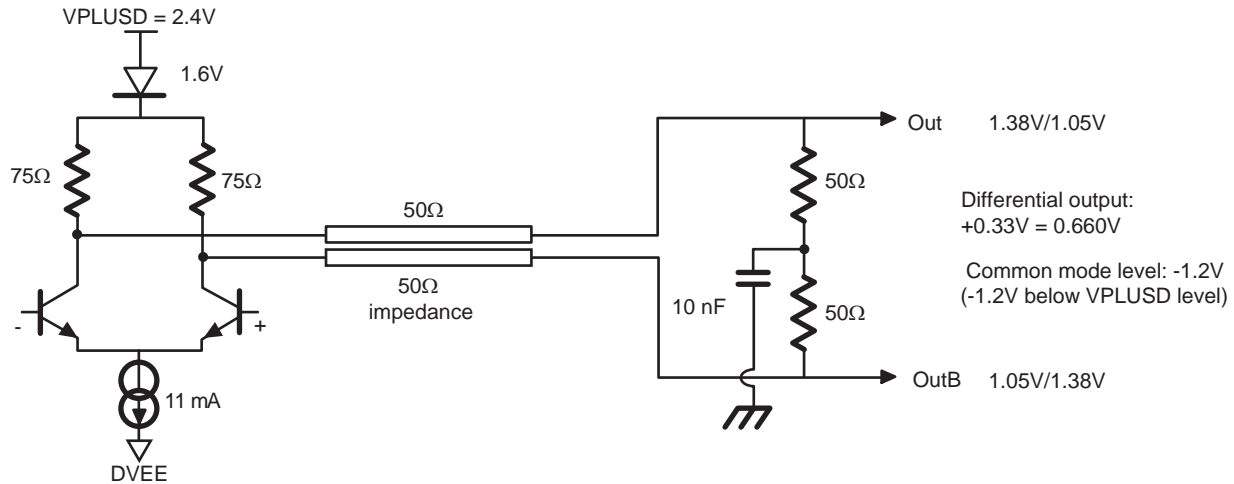 VPLUSD = 2.4V
1.6V
75Ω
75Ω
50Ω
50Ω
impedance
-
+
11 mA
DVEE
10 nF
50Ω
50Ω
Out 1.38V/1.05V
Differential output:
+0.33V = 0.660V
Common mode level: -1.2V
(-1.2V below VPLUSD level)
OutB 1.05V/1.38V